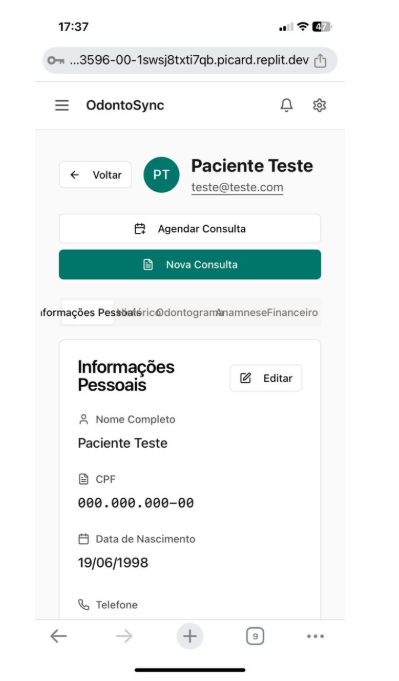 17:37
47
...3596-00-1swsj8txti7qb.picard.replit.dev
OdontoSync
Voltar
PT
Paciente Teste
teste@teste.com
Agendar Consulta
Nova Consulta
nformações Pessoais Histórico Odontograma Anamnese Financeiro
Informações
Pessoais
Editar
Nome Completo
Paciente Teste
CPF
000.000.000-00
Data de Nascimento
19/06/1998
Telefone
9